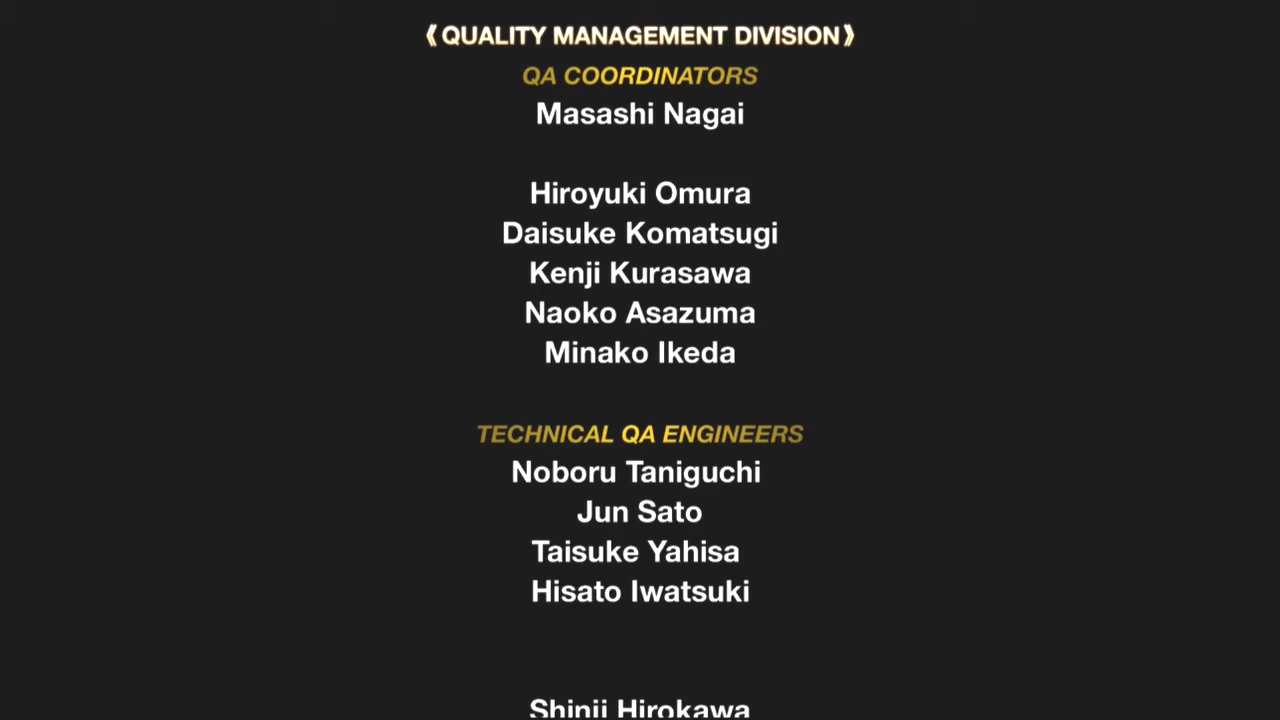 《QUALITY MANAGEMENT DIVISION》
QA COORDINATORS
Masashi Nagai
Hiroyuki Omura
Daisuke Komatsugi
Kenji Kurasawa
Naoko Asazuma
Minako Ikeda
TECHNICAL QA ENGINEERS
Noboru Taniguchi
Jun Sato
Taisuke Yahisa
Hisato Iwatsuki
Shinji Hirokawa